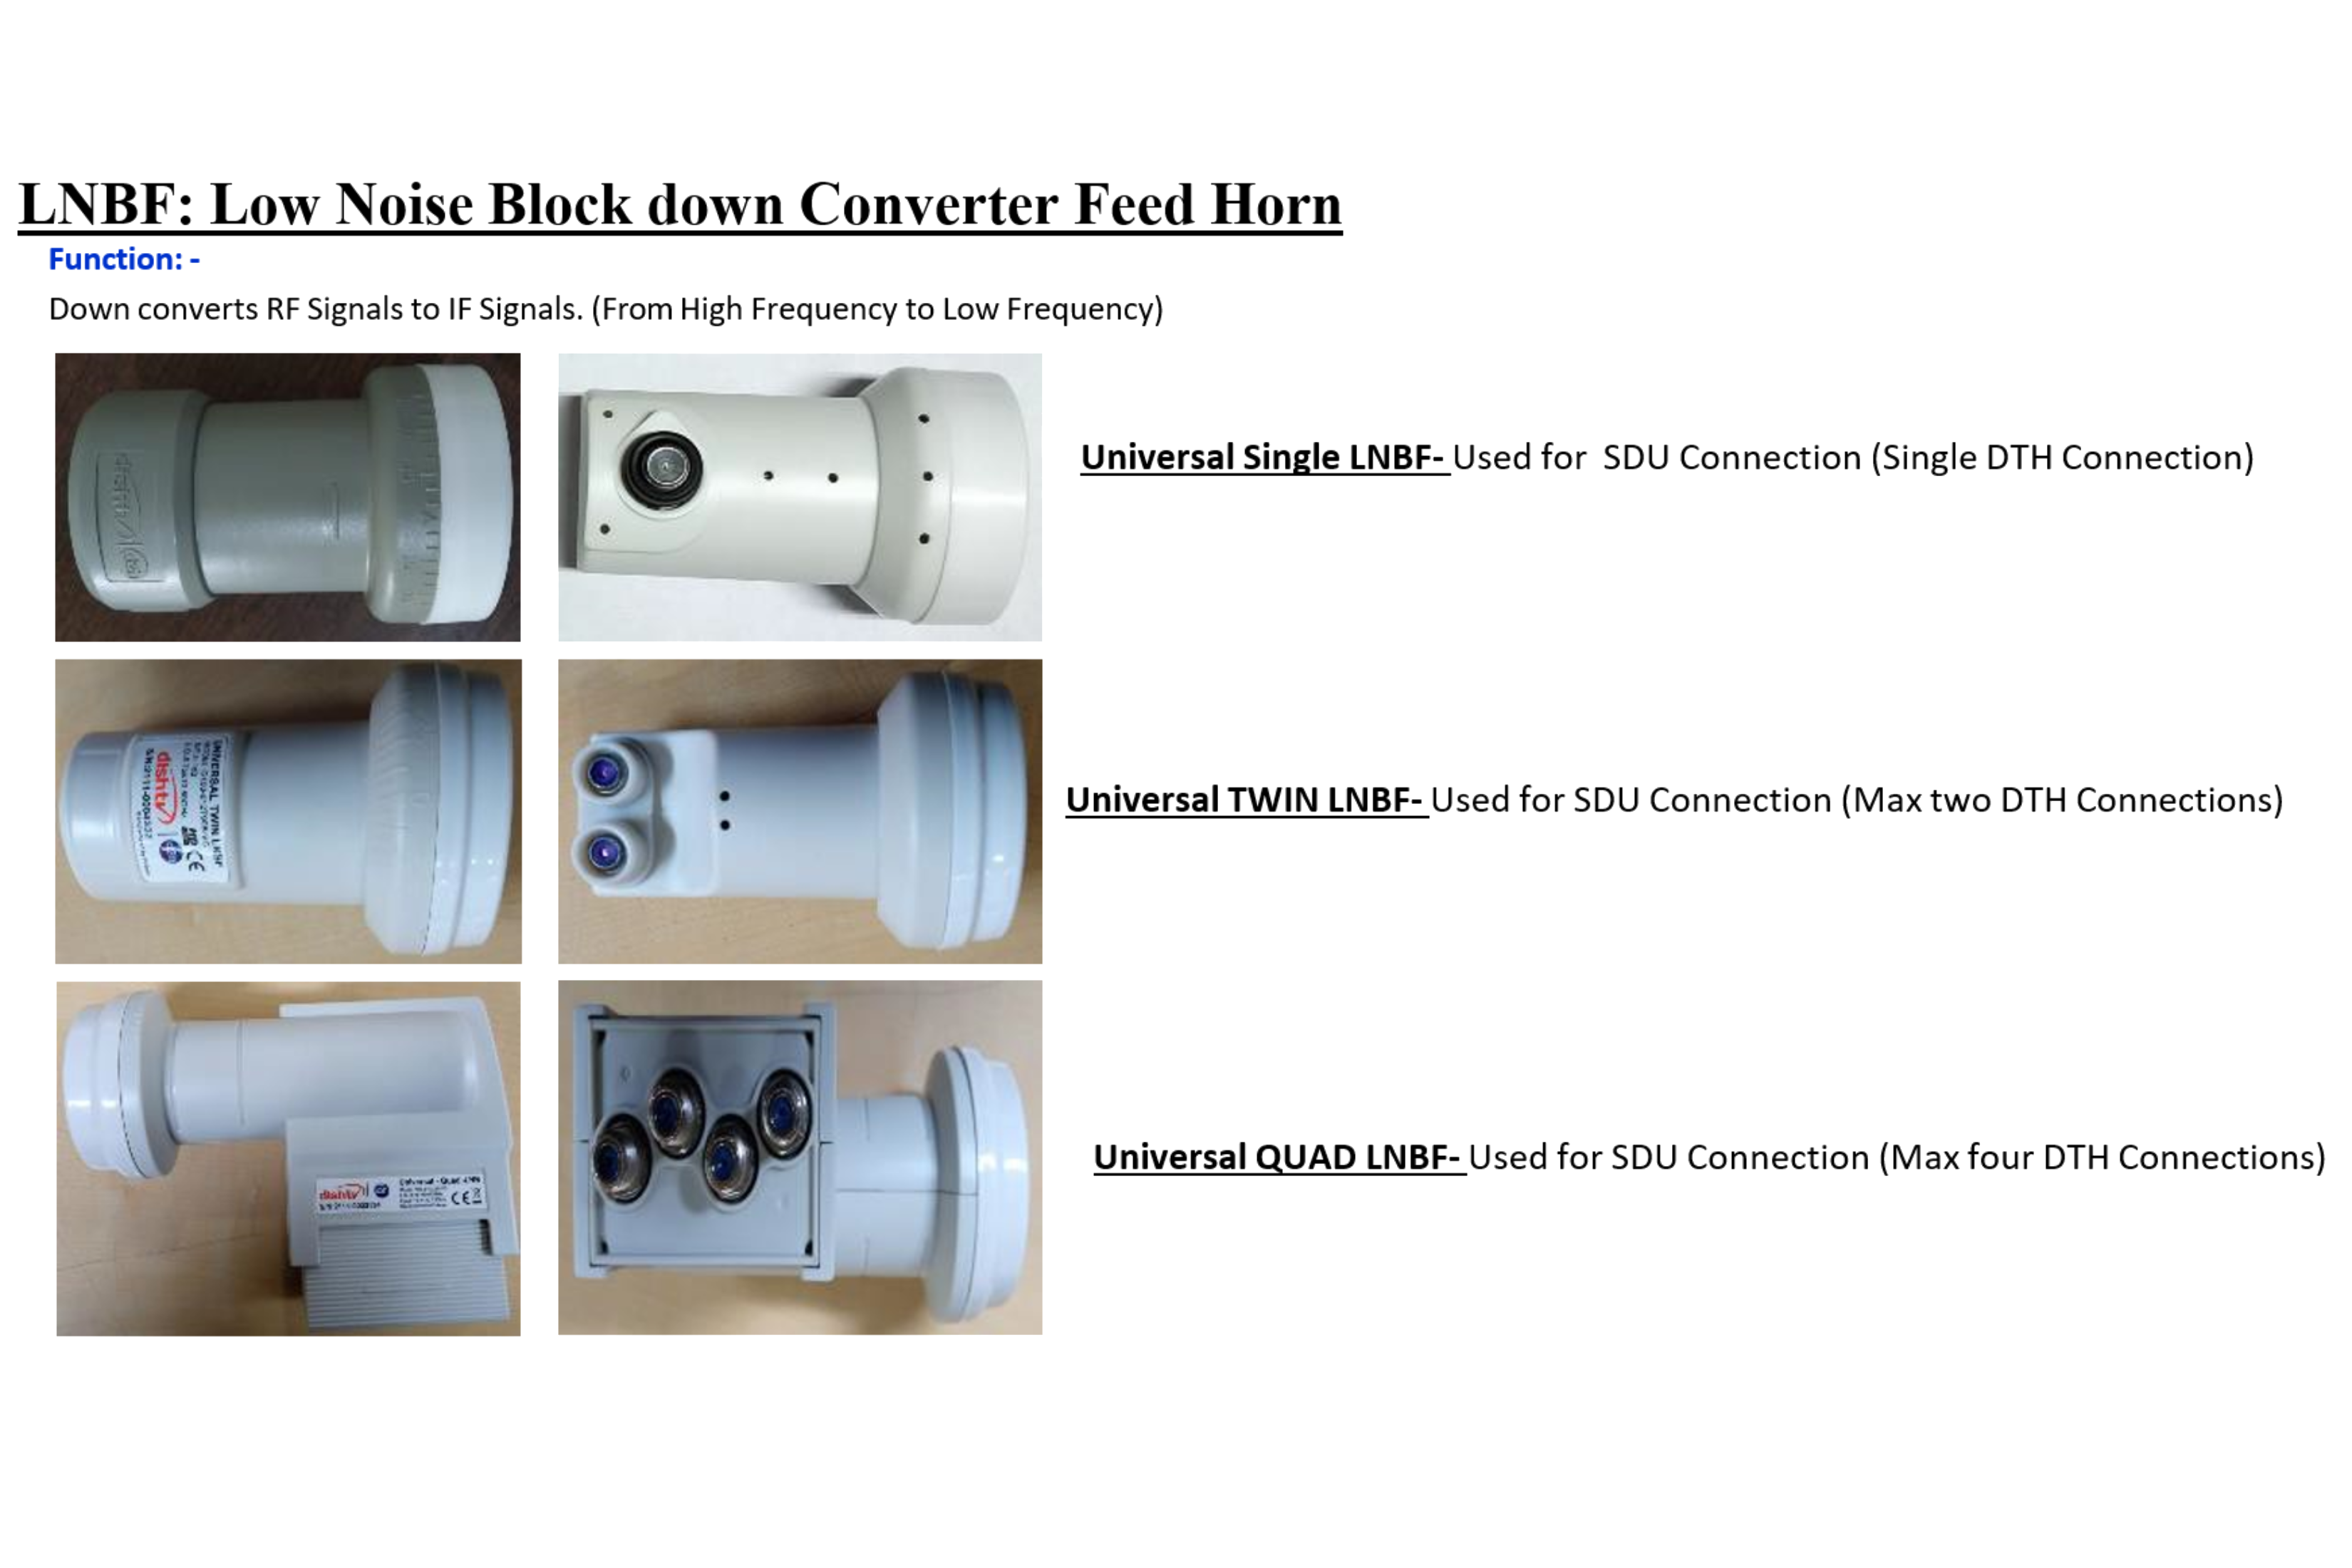 LNBF: Low Noise Block down Converter Feed Horn
Function: -
Down converts RF Signals to IF Signals. (From High Frequency to Low Frequency)
Universal Single LNBF- Used for SDU Connection (Single DTH Connection)
dishtv
UNIVERSAL TWIN LNBF
dishtv
CE
Universal TWIN LNBF- Used for SDU Connection (Max two DTH Connections)
dishtv
Universal - Quad LNB
CE
Universal QUAD LNBF- Used for SDU Connection (Max four DTH Connections)